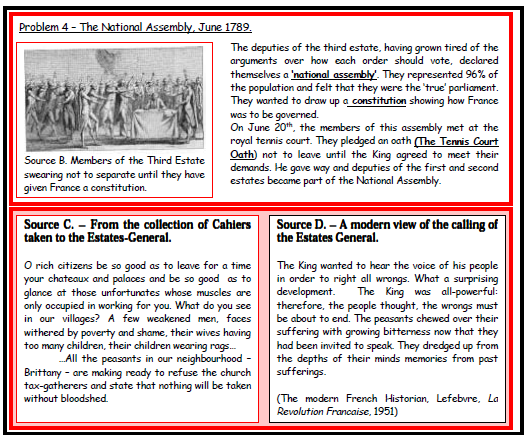 Problem 4 – The National Assembly, June 1789.
The deputies of the third estate, having grown tired of the
arguments over how each order should vote, declared
themselves a 'national assembly'. They represented 96% of
the population and felt that they were the 'true' parliament.
They wanted to draw up a constitution showing how France
was to be governed.
On June 20th, the members of this assembly met at the
royal tennis court. They pledged an oath (The Tennis Court
Oath) not to leave until the King agreed to meet their
demands. He gave way and deputies of the first and second
estates became part of the National Assembly.
Source B. Members of the Third Estate
swearing not to separate until they have
given France a constitution.
Source C. – From the collection of Cahiers
taken to the Estates-General.
O rich citizens be so good as to leave for a time
your chateaux and palaces and be so good as to
glance at those unfortunates whose muscles are
only occupied in working for you. What do you see
in our villages? A few weakened men, faces
withered by poverty and shame, their wives having
too many children, their children wearing rags...
...All the peasants in our neighbourhood –
Brittany – are making ready to refuse the church
tax-gatherers and state that nothing will be taken
without bloodshed.
Source D. – A modern view of the calling of
the Estates General.
The King wanted to hear the voice of his people
in order to right all wrongs. What a surprising
development. The King was all-powerful:
therefore, the people thought, the wrongs must
be about to end. The peasants chewed over their
suffering with growing bitterness now that they
had been invited to speak. They dredged up from
the depths of their minds memories from past
sufferings.
(The modern French Historian, Lefebvre, La
Revolution Francaise, 1951)